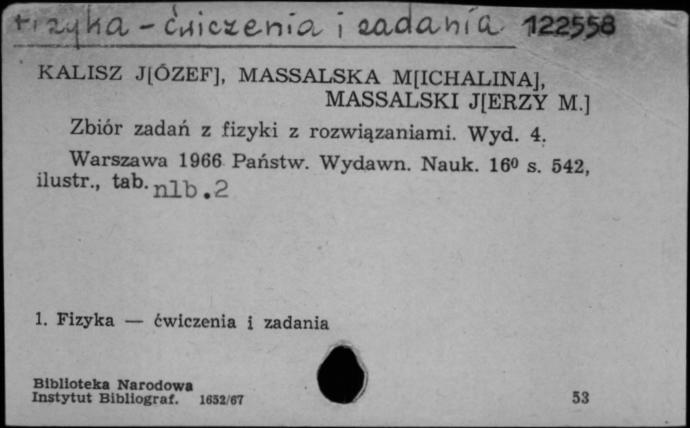 Fizyka - ćwiczenia i zadania 122558
KALISZ J[ÓZEF], MASSALSKA M[ICHALINA],
MASSALSKI J[ERZY M.]
Zbiór zadań z fizyki z rozwiązaniami. Wyd. 4.
Warszawa 1966 Państw. Wydawn. Nauk. 16⁰ s. 542,
ilustr., tab. nlb.2
1. Fizyka — ćwiczenia i zadania
Biblioteka Narodowa
Instytut Bibliograf. 1652/67 53